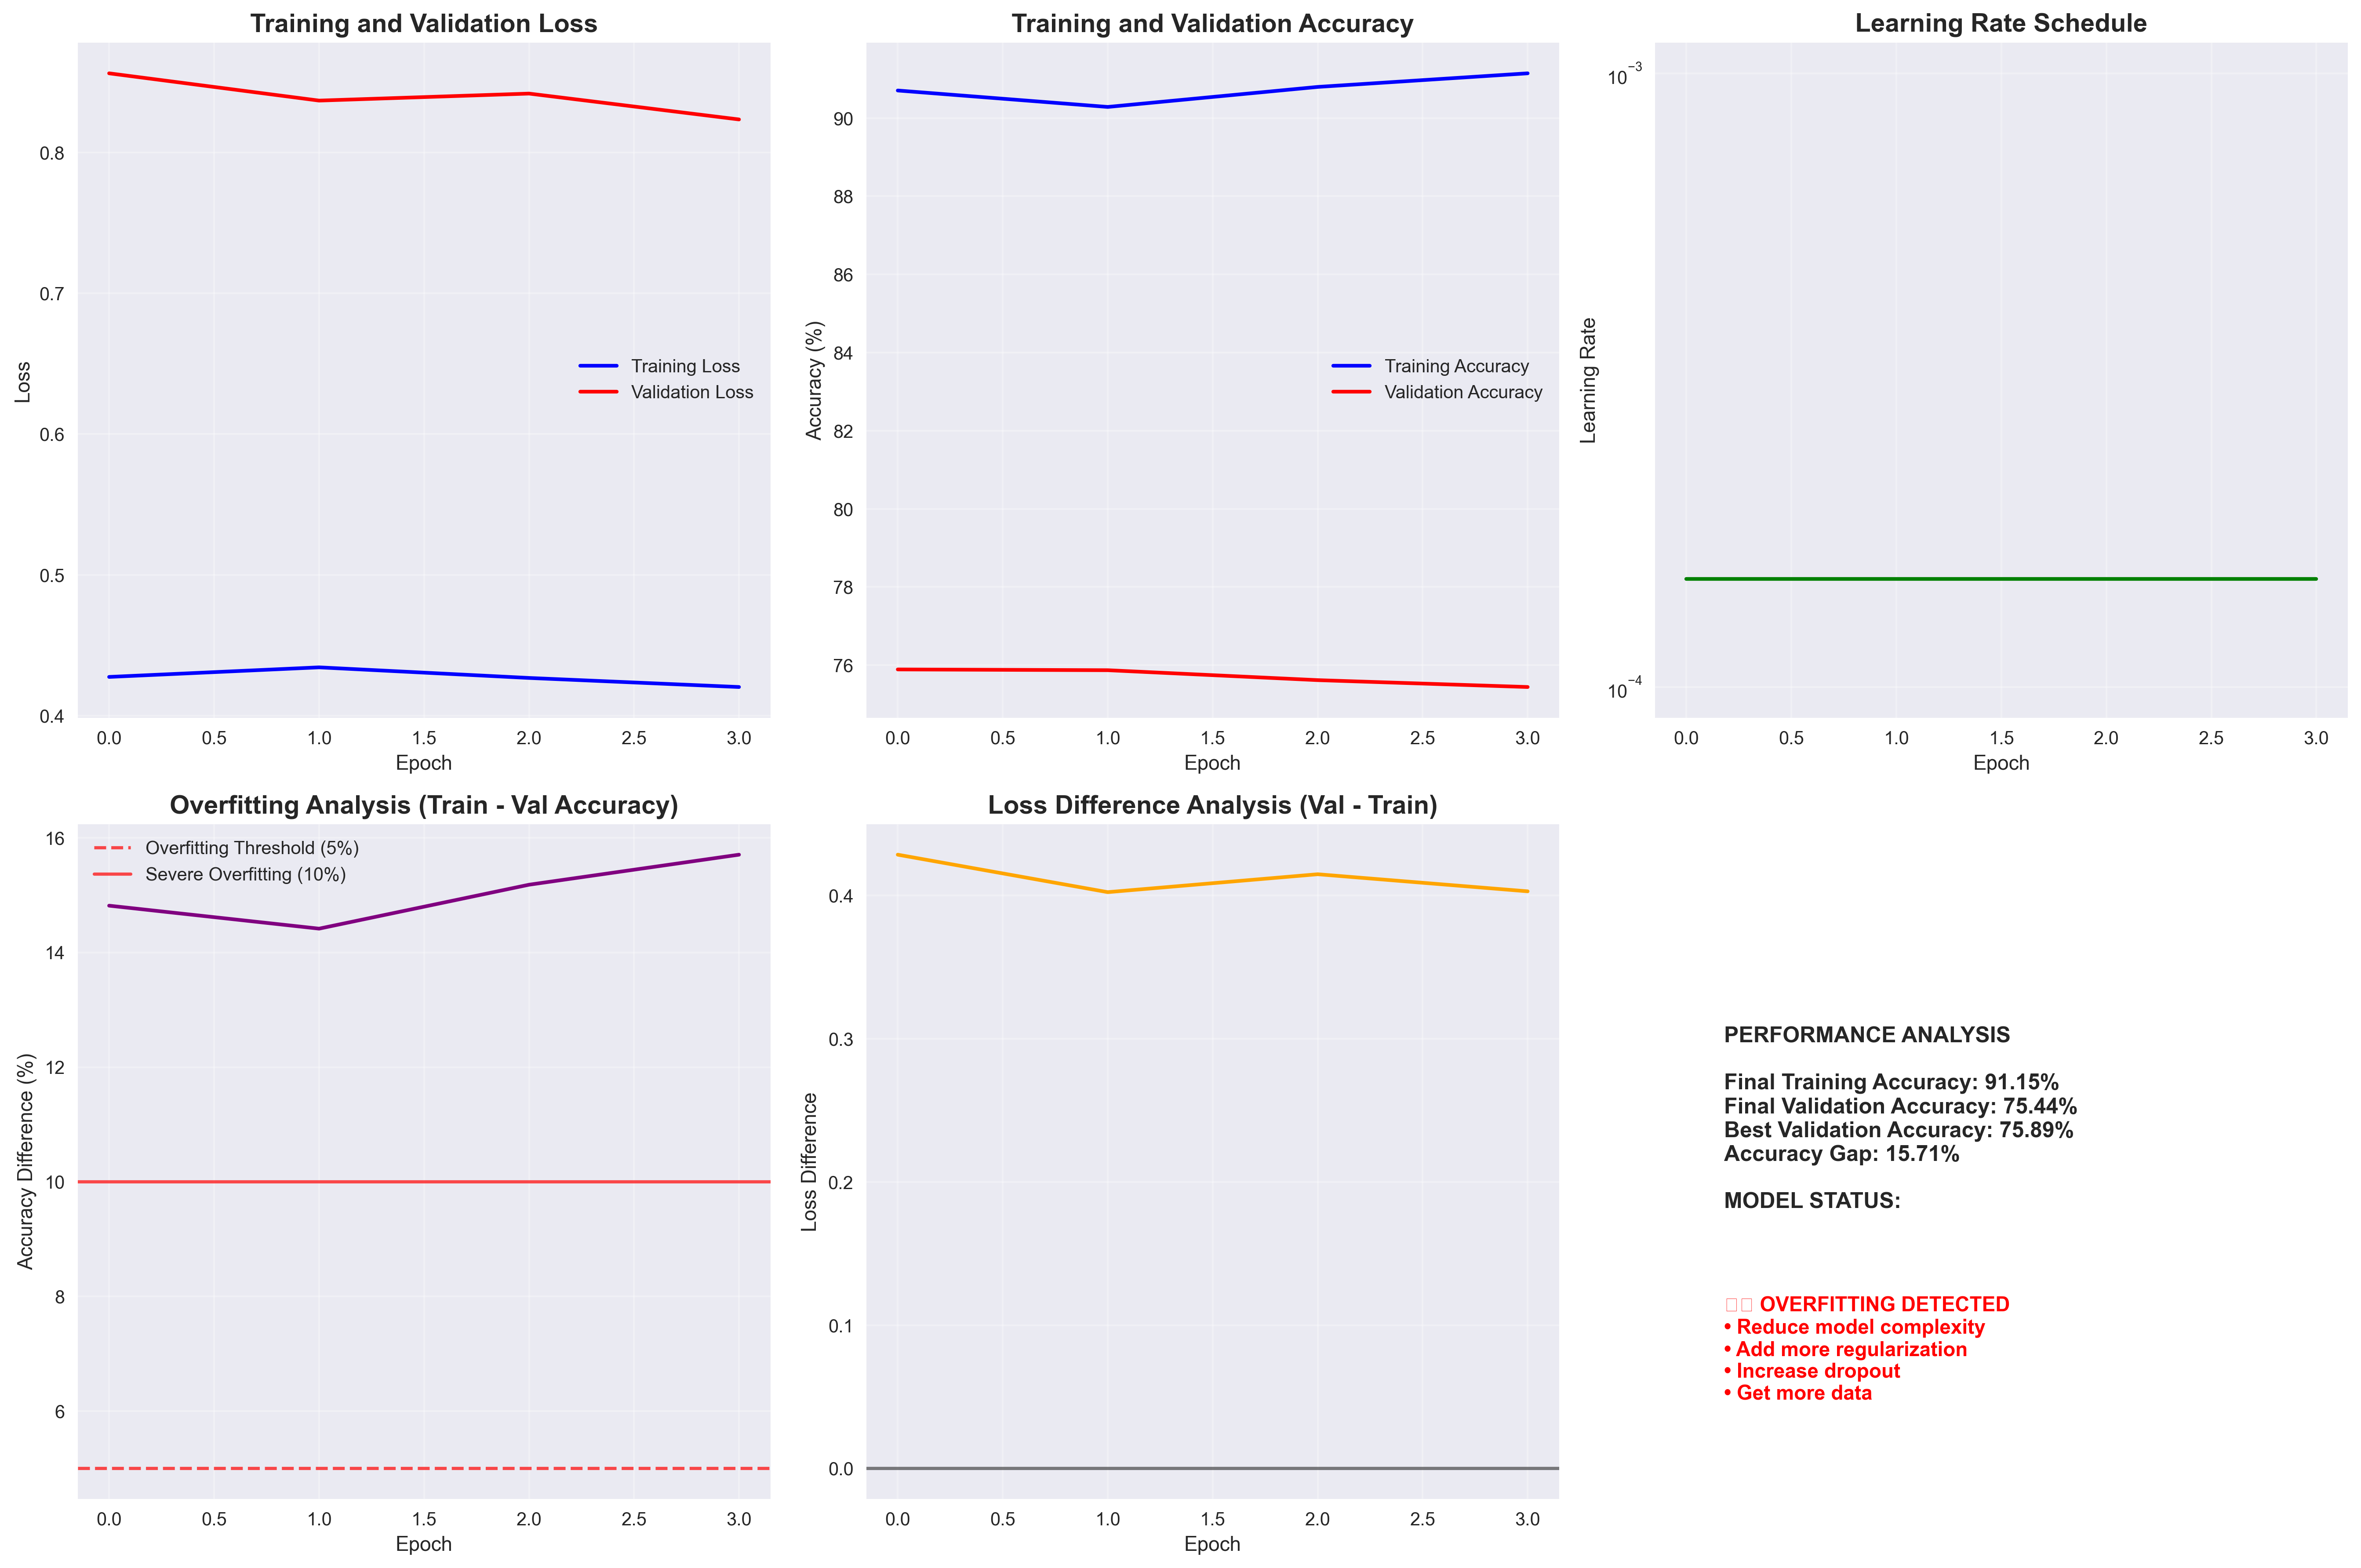 Training and Validation Loss
Loss
0.8
0.7
0.6
0.5
0.4
0.0 0.5 1.0 1.5 2.0 2.5 3.0
Epoch
Training Loss
Validation Loss
Training and Validation Accuracy
Accuracy (%)
90
88
86
84
82
80
78
76
0.0 0.5 1.0 1.5 2.0 2.5 3.0
Epoch
Training Accuracy
Validation Accuracy
Learning Rate Schedule
Learning Rate
10⁻³
10⁻⁴
0.0 0.5 1.0 1.5 2.0 2.5 3.0
Epoch
Overfitting Analysis (Train - Val Accuracy)
Accuracy Difference (%)
16
14
12
10
8
6
0.0 0.5 1.0 1.5 2.0 2.5 3.0
Epoch
Overfitting Threshold (5%)
Severe Overfitting (10%)
Loss Difference Analysis (Val - Train)
Loss Difference
0.4
0.3
0.2
0.1
0.0
0.0 0.5 1.0 1.5 2.0 2.5 3.0
Epoch
PERFORMANCE ANALYSIS
Final Training Accuracy: 91.15%
Final Validation Accuracy: 75.44%
Best Validation Accuracy: 75.89%
Accuracy Gap: 15.71%
MODEL STATUS:
OVERFITTING DETECTED
• Reduce model complexity
• Add more regularization
• Increase dropout
• Get more data